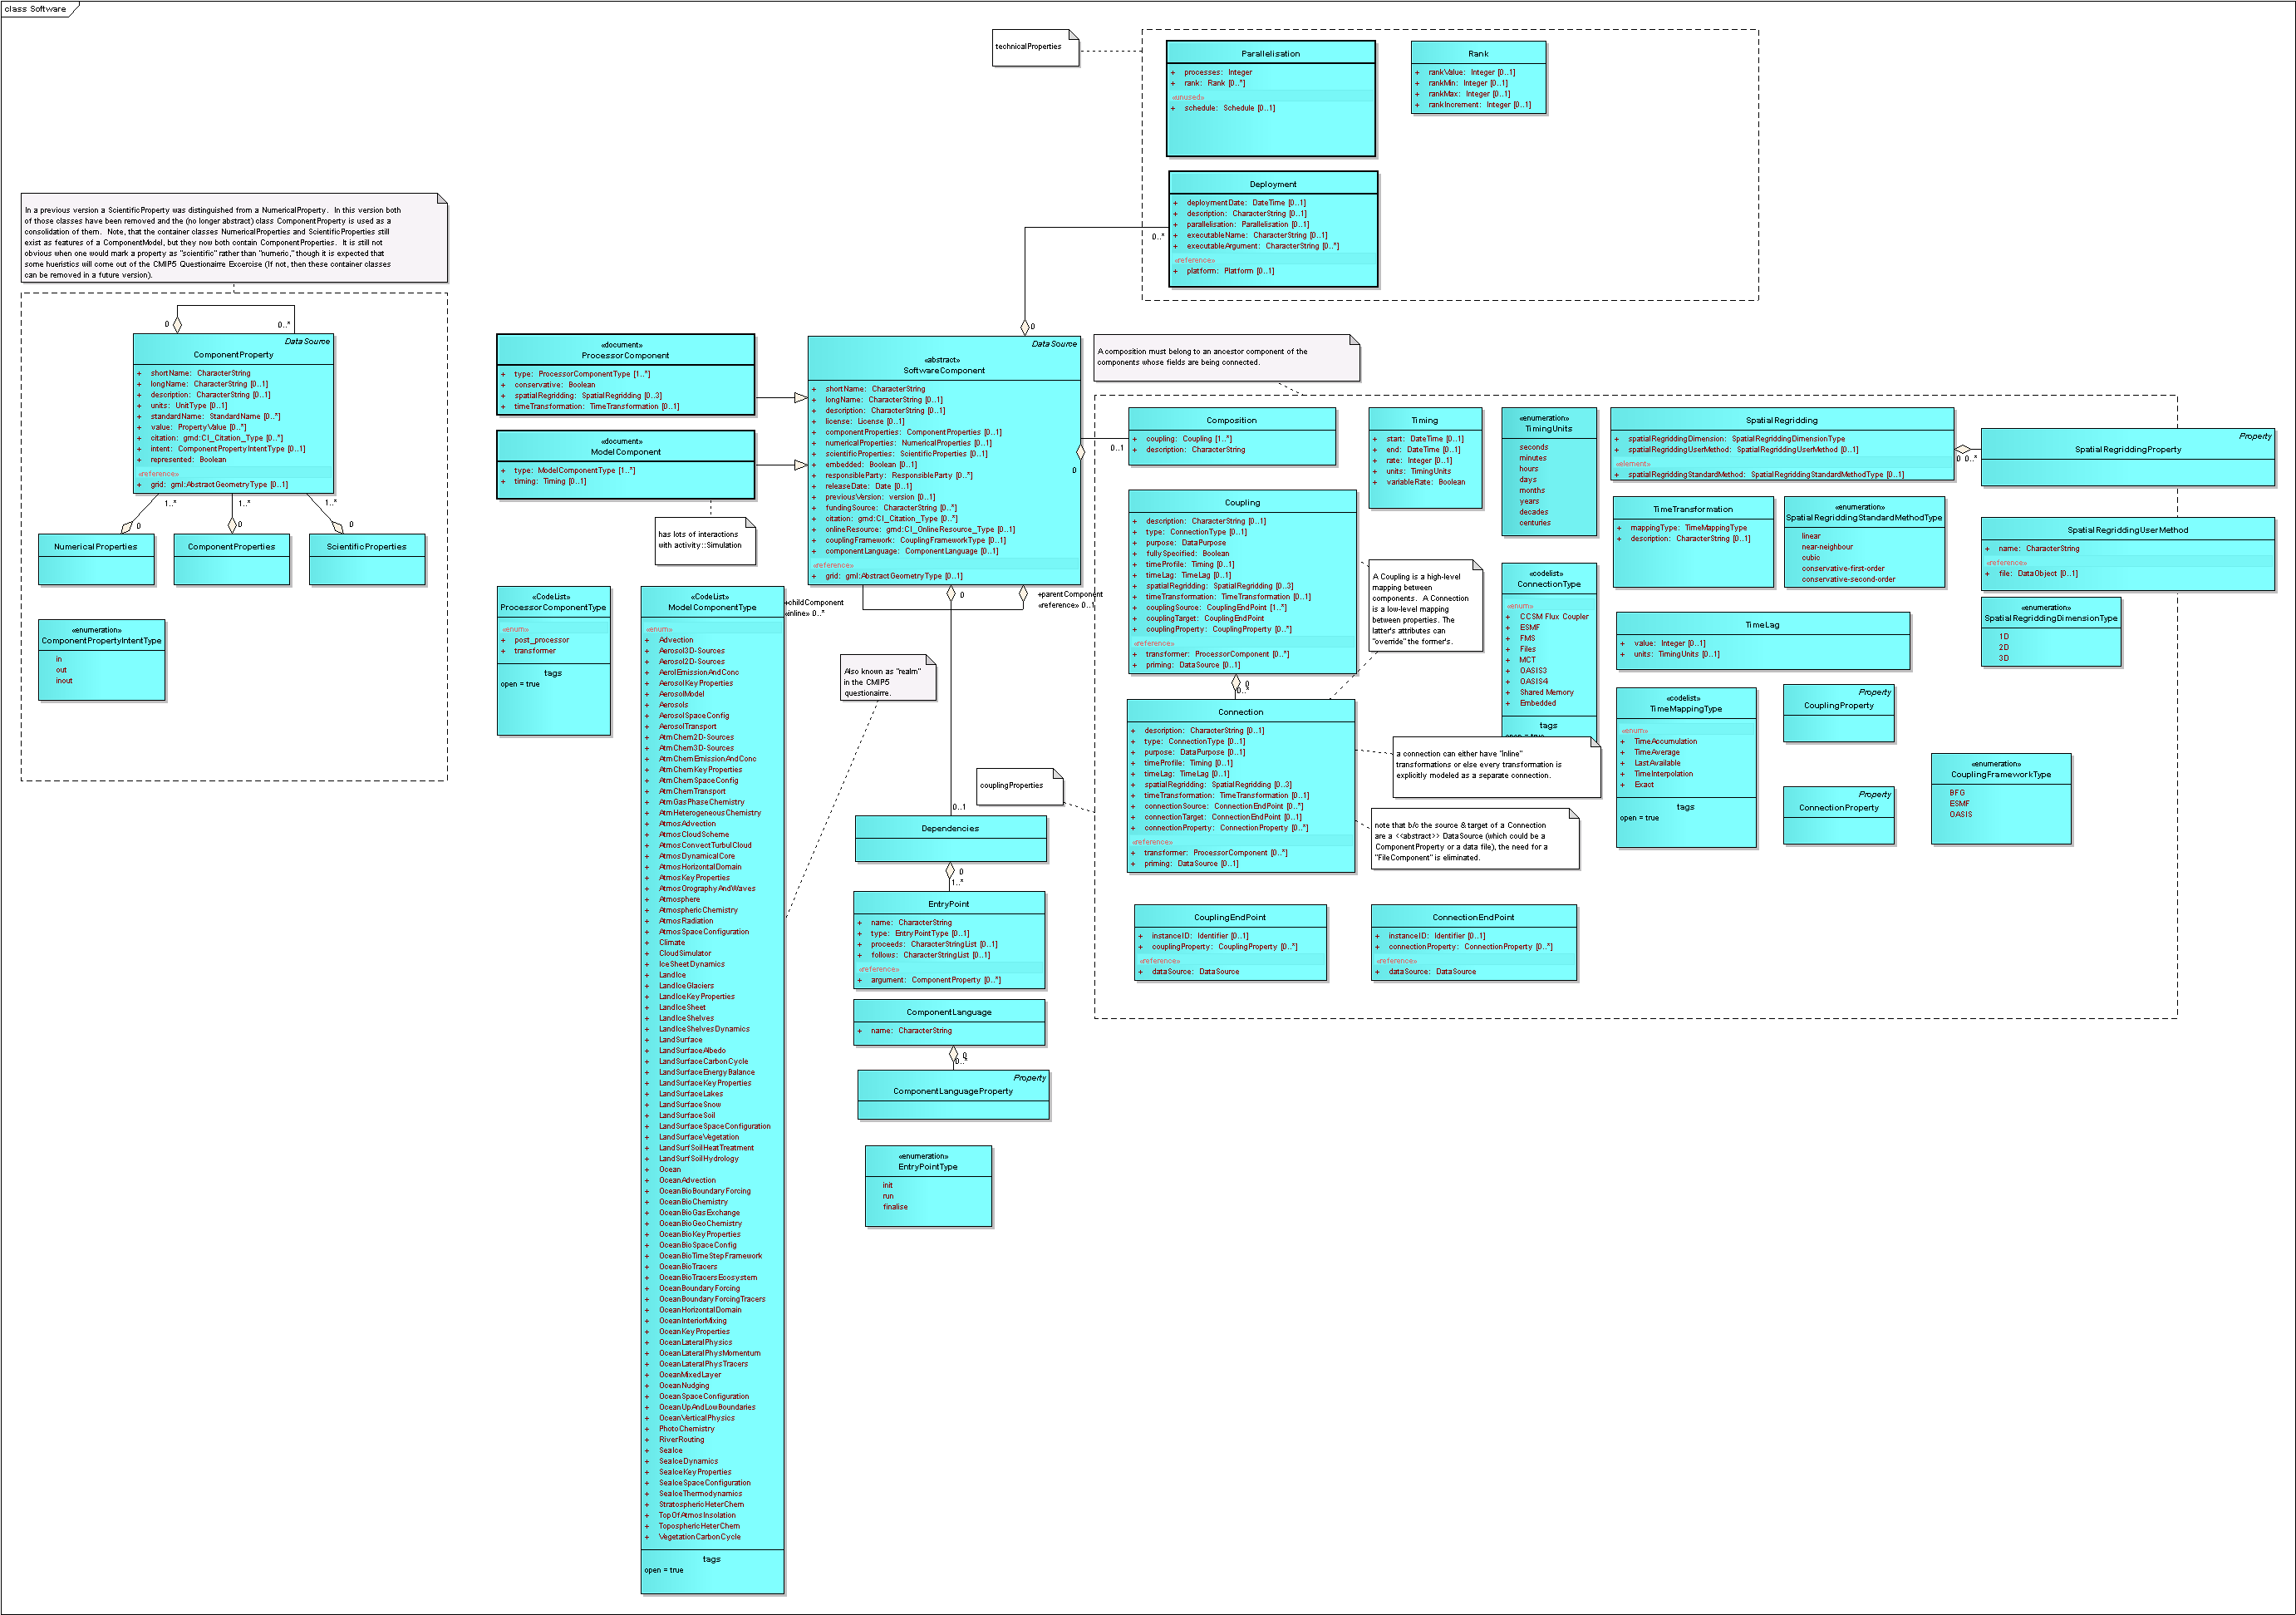 class Software
technicalProperties
Parallelisation
+ processes: Integer
+ rank: Rank [0..*]
«unused»
+ schedule: Schedule [0..1]
Rank
+ rankValue: Integer [0..1]
+ rankMin: Integer [0..1]
+ rankMax: Integer [0..1]
+ rankIncrement: Integer [0..1]
Deployment
+ deploymentDate: DateTime [0..1]
+ description: CharacterString [0..1]
+ parallelisation: Parallelisation [0..1]
+ executableName: CharacterString [0..1]
+ executableArgument: CharacterString [0..*]
«reference»
+ platform: Platform [0..1]
0..*
0
In a previous version a ScientificProperty was distinguished from a NumericalProperty. In this version both
of those classes have been removed and the (no longer abstract) class ComponentProperty is used as a
consolidation of them. Note, that the container classes NumericalProperties and ScientificProperties still
exist as features of a ComponentModel, but they now both contain ComponentProperties. It is still not
obvious when one would mark a property as "scientific" rather than "numeric," though it is expected that
some hueristics will come out of the CMIP5 Questionairre Excercise (If not, then these container classes
can be removed in a future version).
0
0..*
DataSource
ComponentProperty
+ shortName: CharacterString
+ longName: CharacterString [0..1]
+ description: CharacterString [0..1]
+ units: UnitType [0..1]
+ standardName: StandardName [0..*]
+ value: PropertyValue [0..*]
+ citation: gmd:CI_Citation_Type [0..*]
+ intent: ComponentPropertyIntentType [0..1]
+ represented: Boolean
«reference»
+ grid: gml:AbstractGeometryType [0..1]
1..*
1..*
1..*
0
0
0
NumericalProperties
ComponentProperties
ScientificProperties
«enumeration»
ComponentPropertyIntentType
in
out
inout
«document»
ProcessorComponent
+ type: ProcessorComponentType [1..*]
+ conservative: Boolean
+ spatialRegridding: SpatialRegridding [0..3]
+ timeTransformation: TimeTransformation [0..1]
«document»
ModelComponent
+ type: ModelComponentType [1..*]
+ timing: Timing [0..1]
has lots of interactions
with activity::Simulation
DataSource
«abstract»
SoftwareComponent
+ shortName: CharacterString
+ longName: CharacterString [0..1]
+ description: CharacterString [0..1]
+ license: License [0..1]
+ componentProperties: ComponentProperties [0..1]
+ numericalProperties: NumericalProperties [0..1]
+ scientificProperties: ScientificProperties [0..1]
+ embedded: Boolean [0..1]
+ responsibleParty: ResponsibleParty [0..*]
+ releaseDate: Date [0..1]
+ previousVersion: version [0..1]
+ fundingSource: CharacterString [0..*]
+ citation: gmd:CI_Citation_Type [0..*]
+ onlineResource: gmd:CI_OnlineResource_Type [0..1]
+ couplingFramework: CouplingFrameworkType [0..1]
+ componentLanguage: ComponentLanguage [0..1]
«reference»
+ grid: gml:AbstractGeometryType [0..1]
0..1
0
0
+parentComponent
«reference» 0..1
+childComponent
«inline» 0..*
«CodeList»
ProcessorComponentType
«enum»
+ post_processor
+ transformer
tags
open = true
«CodeList»
ModelComponentType
«enum»
+ Advection
+ Aerosol3D-Sources
+ Aerosol2D-Sources
+ AerolEmissionAndConc
+ AerosolKeyProperties
+ AerosolModel
+ Aerosols
+ AerosolSpaceConfig
+ AerosolTransport
+ AtmChem2D-Sources
+ AtmChem3D-Sources
+ AtmChemEmissionAndConc
+ AtmChemKeyProperties
+ AtmChemSpaceConfig
+ AtmChemTransport
+ AtmGasPhaseChemistry
+ AtmHeterogeneousChemistry
+ AtmosAdvection
+ AtmosCloudScheme
+ AtmosConvectTurbulCloud
+ AtmosDynamicalCore
+ AtmosHorizontalDomain
+ AtmosKeyProperties
+ AtmosOrographyAndWaves
+ Atmosphere
+ AtmosphericChemistry
+ AtmosRadiation
+ AtmosSpaceConfiguration
+ Climate
+ CloudSimulator
+ IceSheetDynamics
+ LandIce
+ LandIceGlaciers
+ LandIceKeyProperties
+ LandIceSheet
+ LandIceShelves
+ LandIceShelvesDynamics
+ LandSurface
+ LandSurfaceAlbedo
+ LandSurfaceCarbonCycle
+ LandSurfaceEnergyBalance
+ LandSurfaceKeyProperties
+ LandSurfaceLakes
+ LandSurfaceSnow
+ LandSurfaceSoil
+ LandSurfaceSpaceConfiguration
+ LandSurfaceVegetation
+ LandSurfSoilHeatTreatment
+ LandSurfSoilHydrology
+ Ocean
+ OceanAdvection
+ OceanBioBoundaryForcing
+ OceanBioChemistry
+ OceanBioGasExchange
+ OceanBioGeoChemistry
+ OceanBioKeyProperties
+ OceanBioSpaceConfig
+ OceanBioTimeStepFramework
+ OceanBioTracers
+ OceanBioTracersEcosystem
+ OceanBoundaryForcing
+ OceanBoundaryForcingTracers
+ OceanHorizontalDomain
+ OceanInteriorMixing
+ OceanKeyProperties
+ OceanLateralPhysics
+ OceanLateralPhysMomentum
+ OceanLateralPhysTracers
+ OceanMixedLayer
+ OceanNudging
+ OceanSpaceConfiguration
+ OceanUpAndLowBoundaries
+ OceanVerticalPhysics
+ PhotoChemistry
+ RiverRouting
+ SeaIce
+ SeaIceDynamics
+ SeaIceKeyProperties
+ SeaIceSpaceConfiguration
+ SeaIceThermodynamics
+ StratosphericHeterChem
+ TopOfAtmosInsolation
+ ToposphericHeterChem
+ VegetationCarbonCycle
tags
open = true
Also known as "realm"
in the CMIP5
questionairre.
0..1
Dependencies
0
1..*
EntryPoint
+ name: CharacterString
+ type: EntryPointType [0..1]
+ proceeds: CharacterStringList [0..1]
+ follows: CharacterStringList [0..1]
«reference»
+ argument: ComponentProperty [0..*]
ComponentLanguage
+ name: CharacterString
0
0..*
Property
ComponentLanguageProperty
«enumeration»
EntryPointType
init
run
finalise
A composition must belong to an ancestor component of the
components whose fields are being connected.
Composition
+ coupling: Coupling [1..*]
+ description: CharacterString
Timing
+ start: DateTime [0..1]
+ end: DateTime [0..1]
+ rate: Integer [0..1]
+ units: TimingUnits
+ variableRate: Boolean
«enumeration»
TimingUnits
seconds
minutes
hours
days
months
years
decades
centuries
SpatialRegridding
+ spatialRegriddingDimension: SpatialRegriddingDimensionType
+ spatialRegriddingUserMethod: SpatialRegriddingUserMethod [0..1]
«element»
+ spatialRegriddingStandardMethod: SpatialRegriddingStandardMethodType [0..1]
0 0..*
Property
SpatialRegriddingProperty
Coupling
+ description: CharacterString [0..1]
+ type: ConnectionType [0..1]
+ purpose: DataPurpose
+ fullySpecified: Boolean
+ timeProfile: Timing [0..1]
+ timeLag: TimeLag [0..1]
+ spatialRegridding: SpatialRegridding [0..3]
+ timeTransformation: TimeTransformation [0..1]
+ couplingSource: CouplingEndPoint [1..*]
+ couplingTarget: CouplingEndPoint
+ couplingProperty: CouplingProperty [0..*]
«reference»
+ transformer: ProcessorComponent [0..*]
+ priming: DataSource [0..1]
A Coupling is a high-level
mapping between
components. A Connection
is a low-level mapping
between properties. The
latter's attributes can
"override" the former's.
«codelist»
ConnectionType
«enum»
+ CCSM Flux Coupler
+ ESMF
+ FMS
+ Files
+ MCT
+ OASIS3
+ OASIS4
+ Shared Memory
+ Embedded
tags
open = true
TimeTransformation
+ mappingType: TimeMappingType
+ description: CharacterString [0..1]
«enumeration»
SpatialRegriddingStandardMethodType
linear
near-neighbour
cubic
conservative-first-order
conservative-second-order
SpatialRegriddingUserMethod
+ name: CharacterString
«reference»
+ file: DataObject [0..1]
«enumeration»
SpatialRegriddingDimensionType
1D
2D
3D
TimeLag
+ value: Integer [0..1]
+ units: TimingUnits [0..1]
«codelist»
TimeMappingType
«enum»
+ TimeAccumulation
+ TimeAverage
+ LastAvailable
+ TimeInterpolation
+ Exact
tags
open = true
Property
CouplingProperty
Property
ConnectionProperty
«enumeration»
CouplingFrameworkType
BFG
ESMF
OASIS
0
0..*
Connection
+ description: CharacterString [0..1]
+ type: ConnectionType [0..1]
+ purpose: DataPurpose [0..1]
+ timeProfile: Timing [0..1]
+ timeLag: TimeLag [0..1]
+ spatialRegridding: SpatialRegridding [0..3]
+ timeTransformation: TimeTransformation [0..1]
+ connectionSource: ConnectionEndPoint [0..*]
+ connectionTarget: ConnectionEndPoint [0..1]
+ connectionProperty: ConnectionProperty [0..*]
«reference»
+ transformer: ProcessorComponent [0..*]
+ priming: DataSource [0..1]
couplingProperties
a connection can either have "inline"
transformations or else every transformation is
explicitly modeled as a separate connection.
note that b/c the source & target of a Connection
are a <<abstract>> DataSource (which could be a
ComponentProperty or a data file), the need for a
"FileComponent" is eliminated.
CouplingEndPoint
+ instanceID: Identifier [0..1]
+ couplingProperty: CouplingProperty [0..*]
«reference»
+ dataSource: DataSource
ConnectionEndPoint
+ instanceID: Identifier [0..1]
+ connectionProperty: ConnectionProperty [0..*]
«reference»
+ dataSource: DataSource